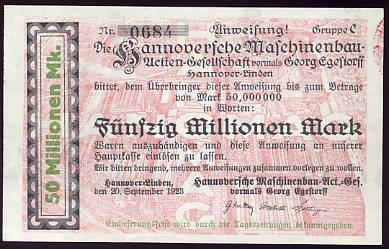 Nr. 0684 Anweisung! Gruppe C
Die Hannoversche Maschinenbau-
Actien-Gesellschaft vormals Georg Egestorff
Hannover-Linden
bittet, dem Überbringer dieser Anweisung bis zum Betrage
von Mark 50,000,000
in Worten:
Fünfzig Millionen Mark
Waren auszuhändigen und diese Anweisung an unserer
Hauptkasse einlösen zu lassen.
Wir bitten dringend, mehrere Anweisungen zusammen vorlegen zu wollen.
Hannover-Linden, Hannoversche Maschinenbau-Act.-Ges.
20. September 1923 vormals Georg Egestorff
Einlieferungsfrist wird durch die Tageszeitungen bekanntgegeben
50 Millionen Mk.